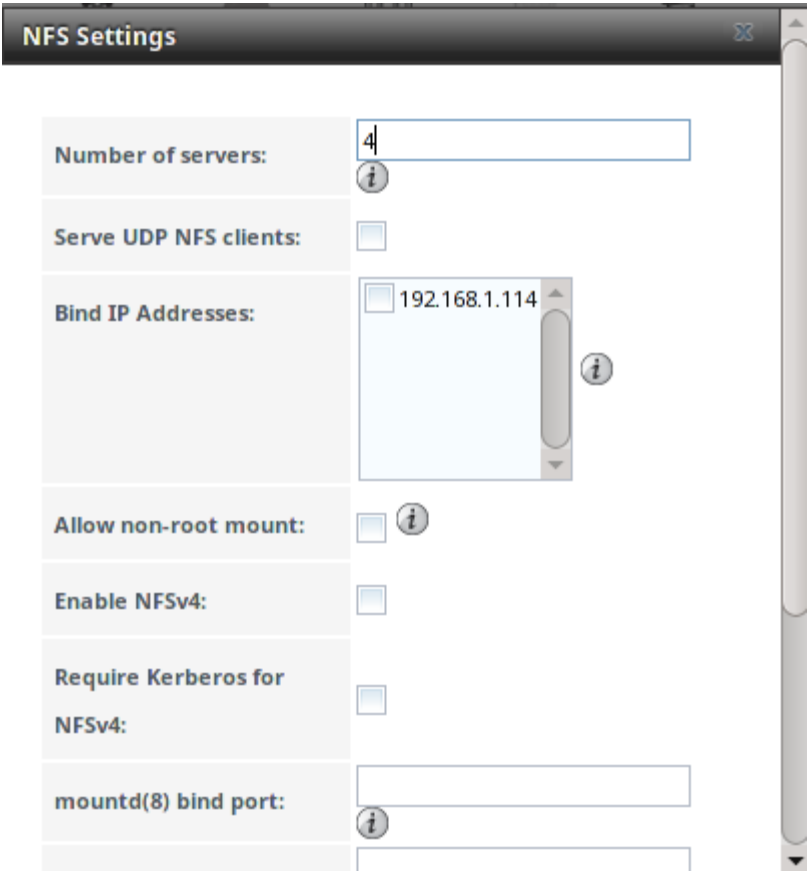 NFS Settings
Number of servers:
4
Serve UDP NFS clients:
Bind IP Addresses:
192.168.1.114
Allow non-root mount:
Enable NFSv4:
Require Kerberos for
NFSv4:
mountd(8) bind port: